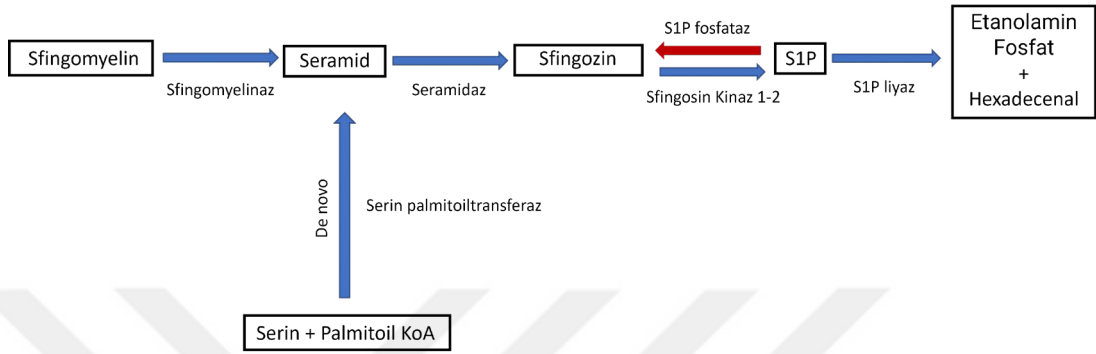 Sfingomyelin
Sfingomyelinaz
Seramid
Seramidaz
Sfingozin
S1P fosfataz
Sfingosin Kinaz 1-2
S1P
S1P liyaz
Etanolamin
Fosfat
+
Hexadecenal
De novo
Serin palmitoiltransferaz
Serin + Palmitoil KoA